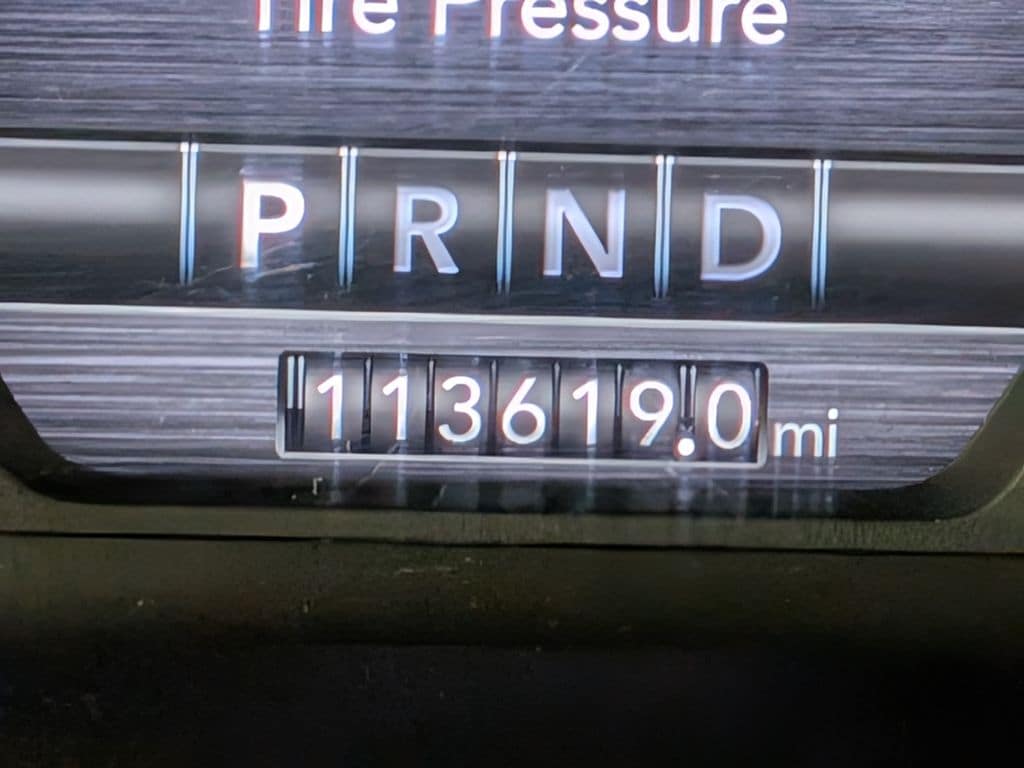 Tire Pressure
P R N D
113619.0 mi